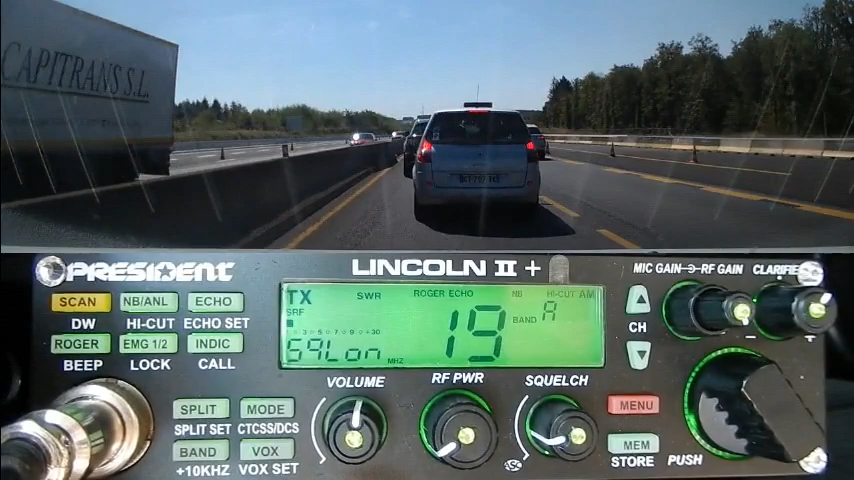 CAPITRANS S.L.
PRESIDENT
LINCOLN II +
MIC GAIN RF GAIN CLARIFIER
SCAN NB/ANL ECHO
DW HI-CUT ECHO SET
ROGER EMG 1/2 INDIC
BEEP LOCK CALL
TX SWR ROGER ECHO NB HI-CUT AM
SRF
BAND A
19
MHZ
CH
VOLUME RF PWR SQUELCH
SPLIT MODE
SPLIT SET CTCSS/DCS
BAND VOX
+10KHZ VOX SET
ASC
MENU
MEM
STORE PUSH
- +